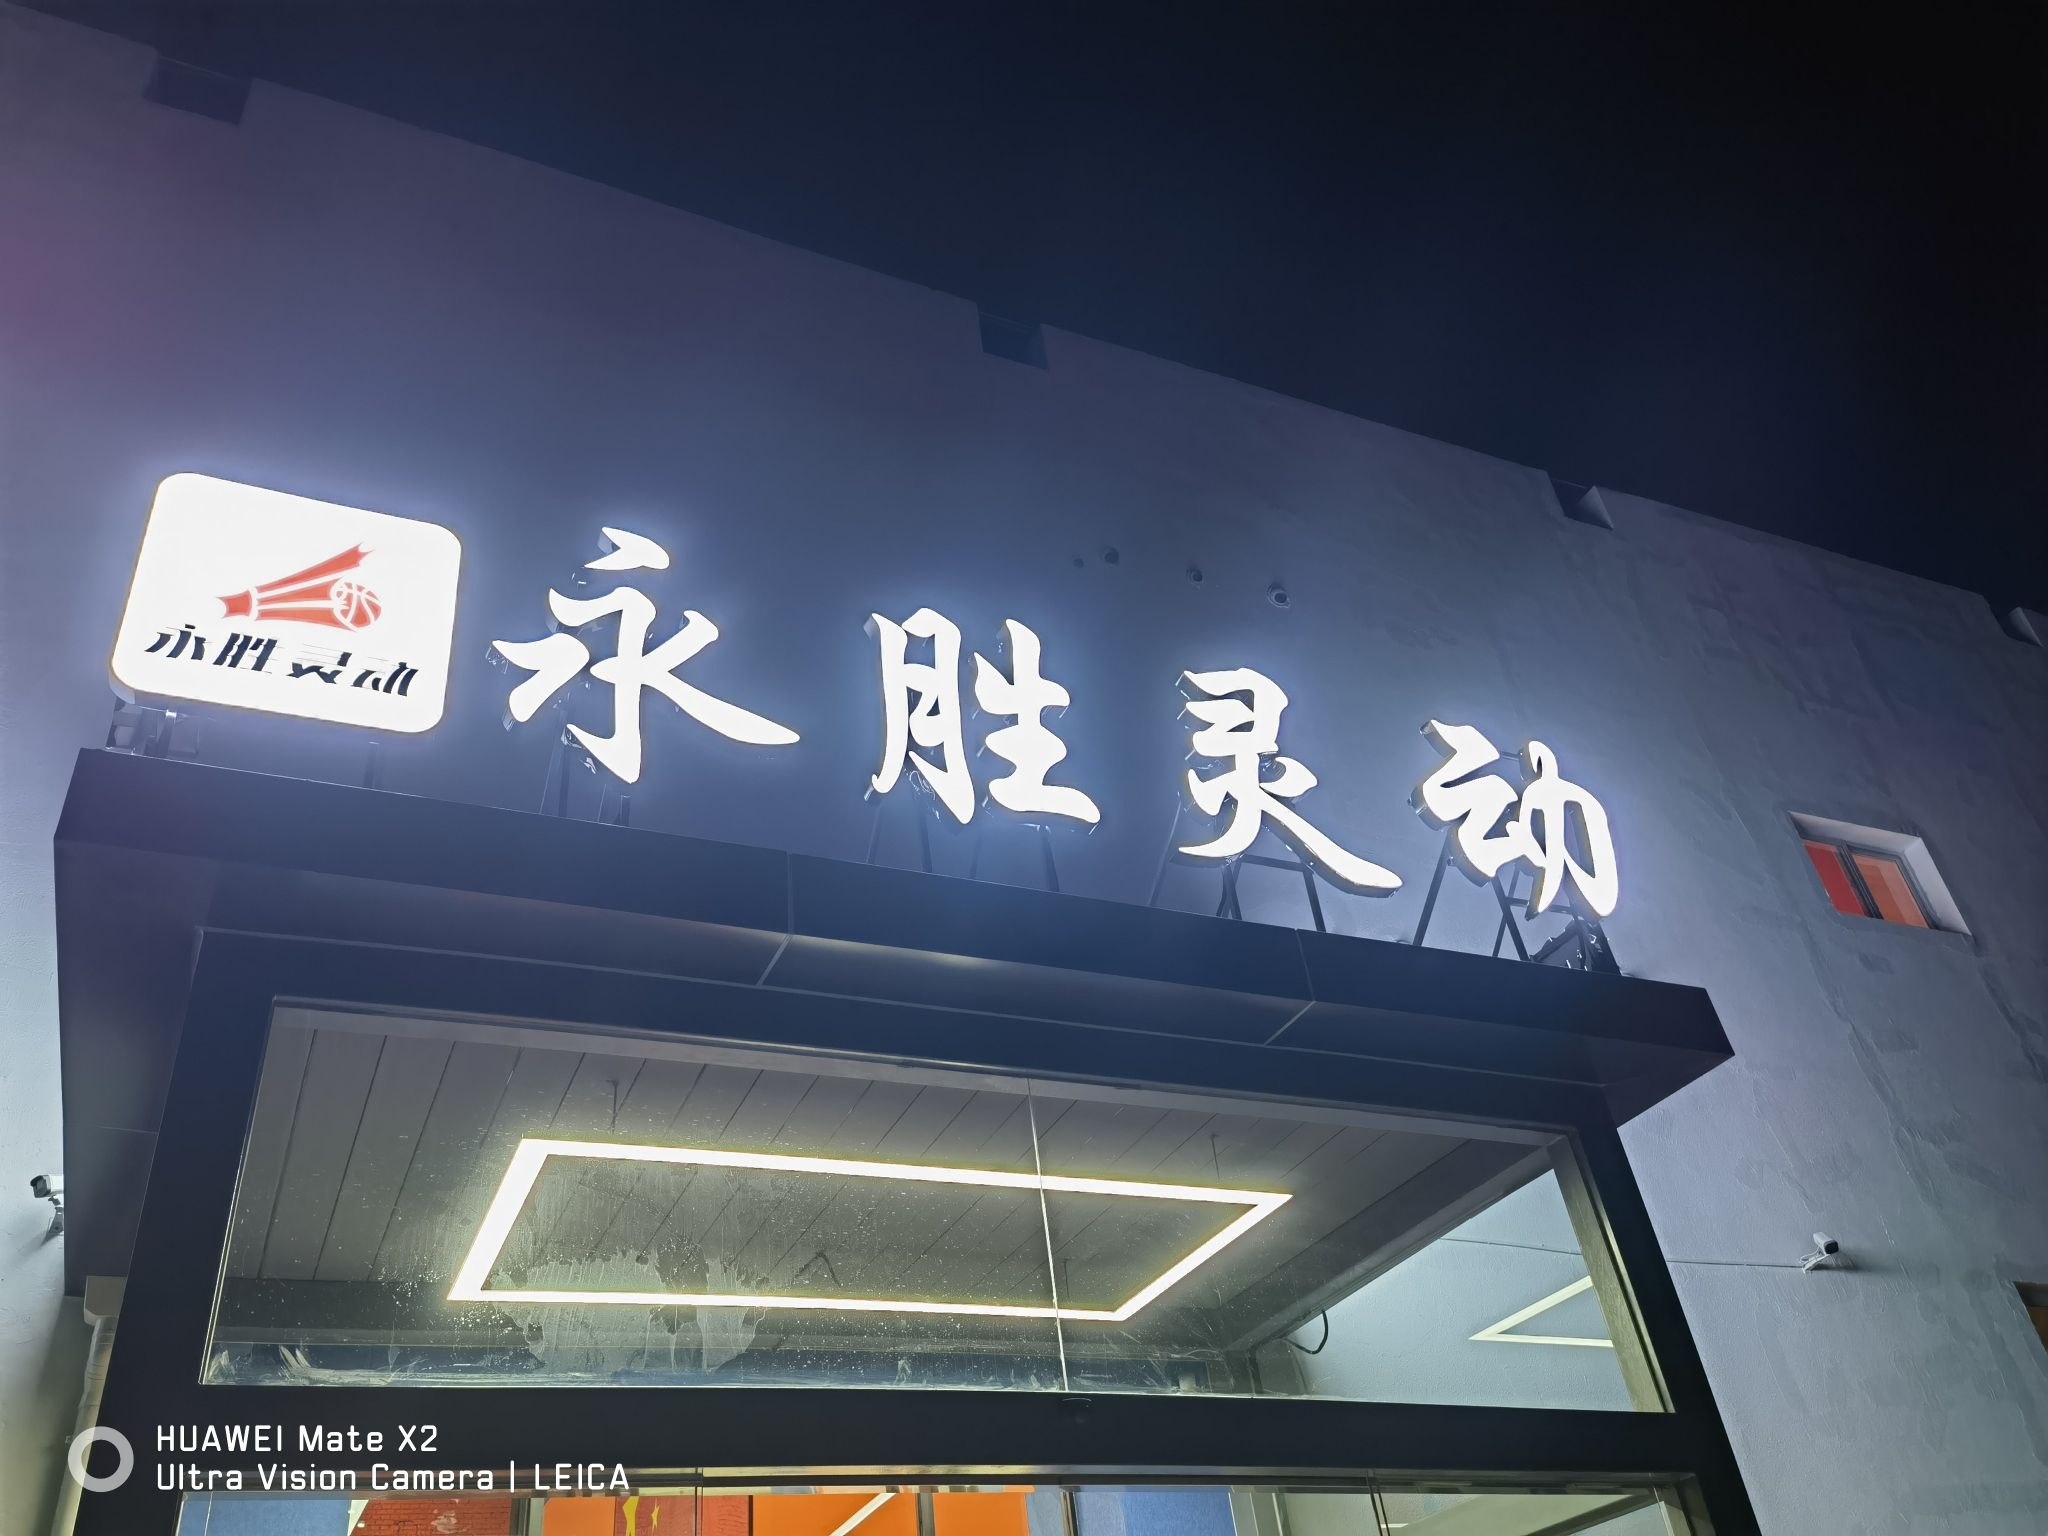 永胜灵动
永胜灵动
HUAWEI Mate X2
Ultra Vision Camera | LEICA